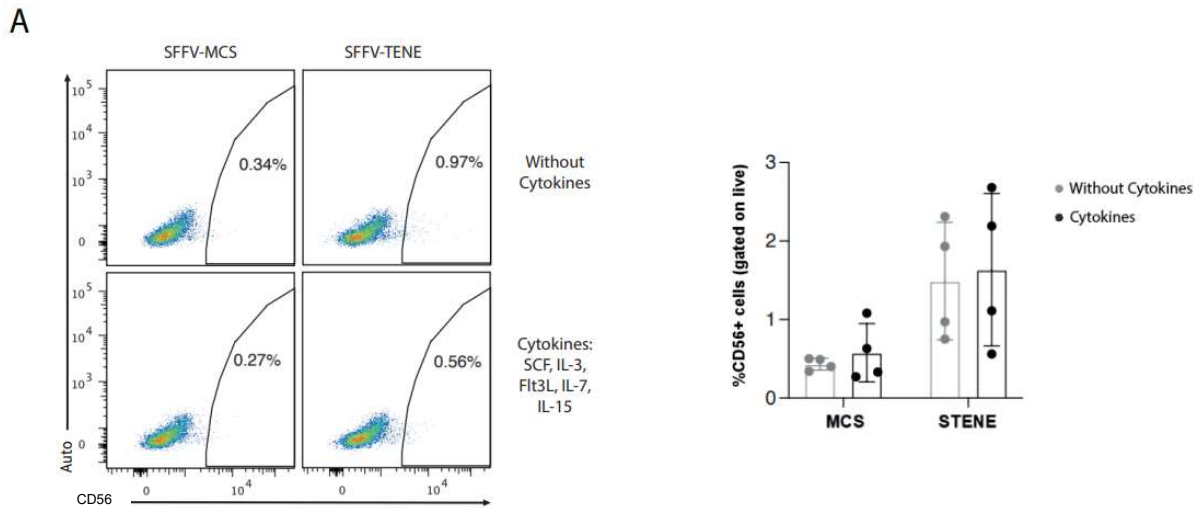 A
SFFV-MCS SFFV-TENE
10^5
10^4
10^3
0
0.34%
0.97%
Without
Cytokines
10^5
10^4
10^3
0
0.27%
0.56%
Cytokines:
SCF, IL-3,
Flt3L, IL-7,
IL-15
Auto
0 10^4 0 10^4
CD56
%CD56+ cells (gated on live)
3
2
1
0
MCS STENE
Without Cytokines
Cytokines